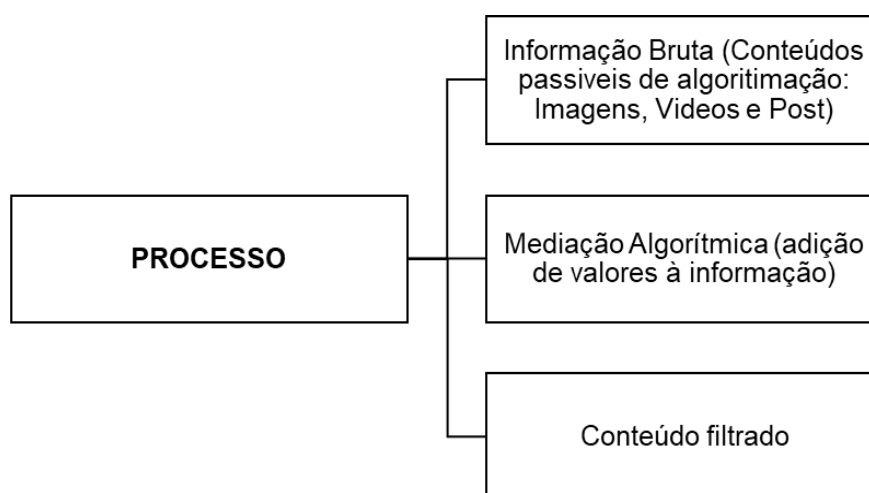 Informação Bruta (Conteúdos
passiveis de algoritimação:
Imagens, Videos e Post)
PROCESSO
Mediação Algorítmica (adição
de valores à informação)
Conteúdo filtrado